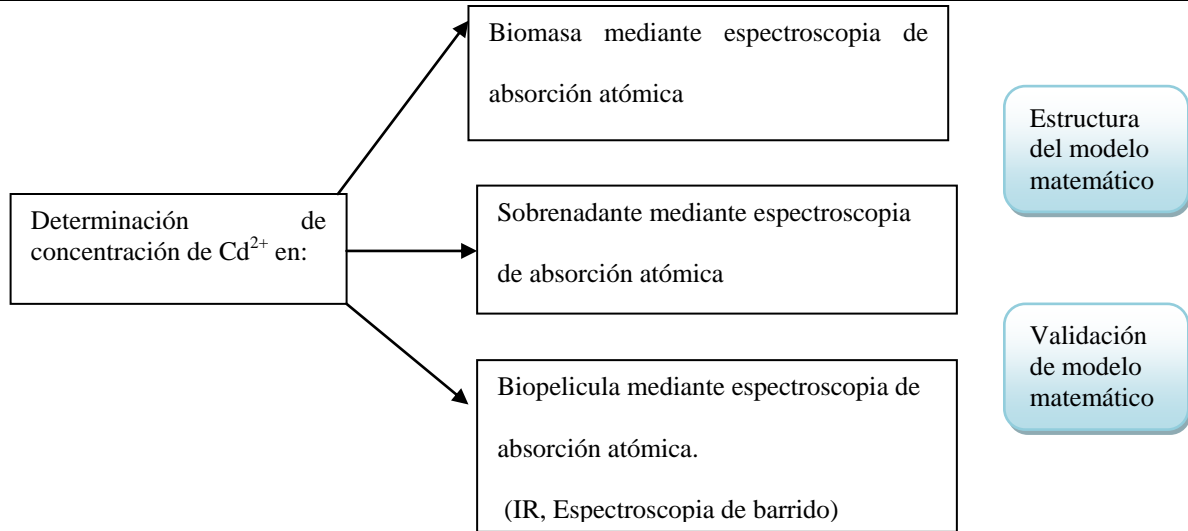 Biomasa mediante espectroscopia de
absorción atómica
Estructura
del modelo
matemático
Determinación de
concentración de Cd²⁺ en:
Sobrenadante mediante espectroscopia
de absorción atómica
Validación
de modelo
matemático
Biopelicula mediante espectroscopia de
absorción atómica.
(IR, Espectroscopia de barrido)